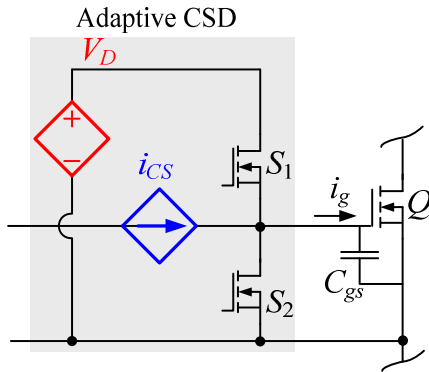 Adaptive CSD
V_D
+
−
i_CS
S_1
i_g
Q
C_gs
S_2